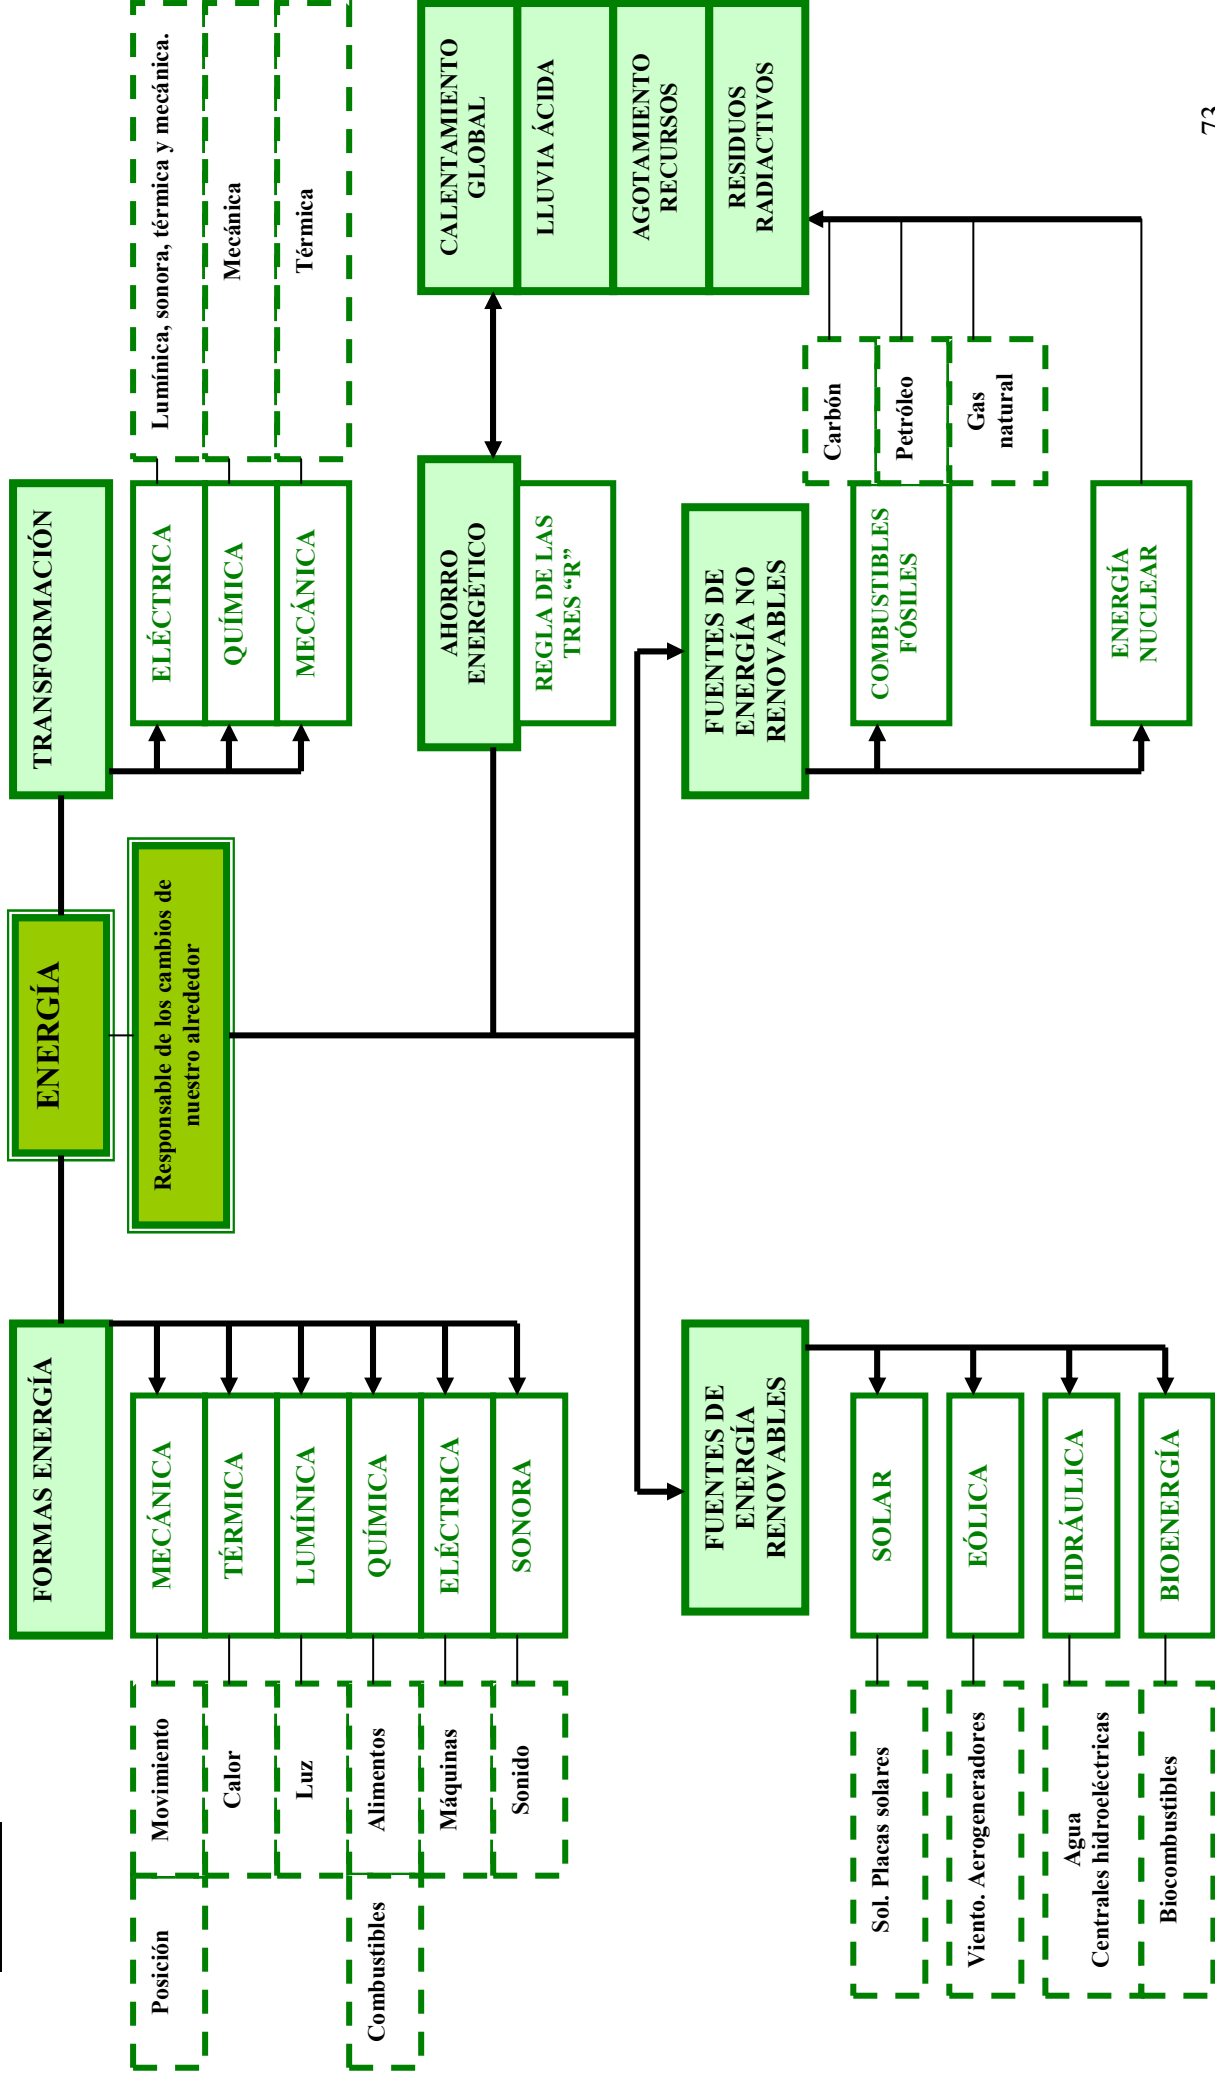 ENERGÍA
Responsable de los cambios de
nuestro alrededor
FORMAS ENERGÍA
MECÁNICA
Movimiento
Posición
TÉRMICA
Calor
LUMÍNICA
Luz
QUÍMICA
Alimentos
Combustibles
ELÉCTRICA
Máquinas
SONORA
Sonido
TRANSFORMACIÓN
ELÉCTRICA
Lumínica, sonora, térmica y mecánica.
QUÍMICA
Mecánica
MECÁNICA
Térmica
AHORRO
ENERGÉTICO
REGLA DE LAS
TRES “R”
CALENTAMIENTO
GLOBAL
LLUVIA ÁCIDA
AGOTAMIENTO
RECURSOS
RESIDUOS
RADIACTIVOS
FUENTES DE
ENERGÍA
RENOVABLES
SOLAR
Sol. Placas solares
EÓLICA
Viento. Aerogeneradores
HIDRÁULICA
Agua
Centrales hidroeléctricas
BIOENERGÍA
Biocombustibles
FUENTES DE
ENERGÍA NO
RENOVABLES
COMBUSTIBLES
FÓSILES
Carbón
Petróleo
Gas
natural
ENERGÍA
NUCLEAR
73